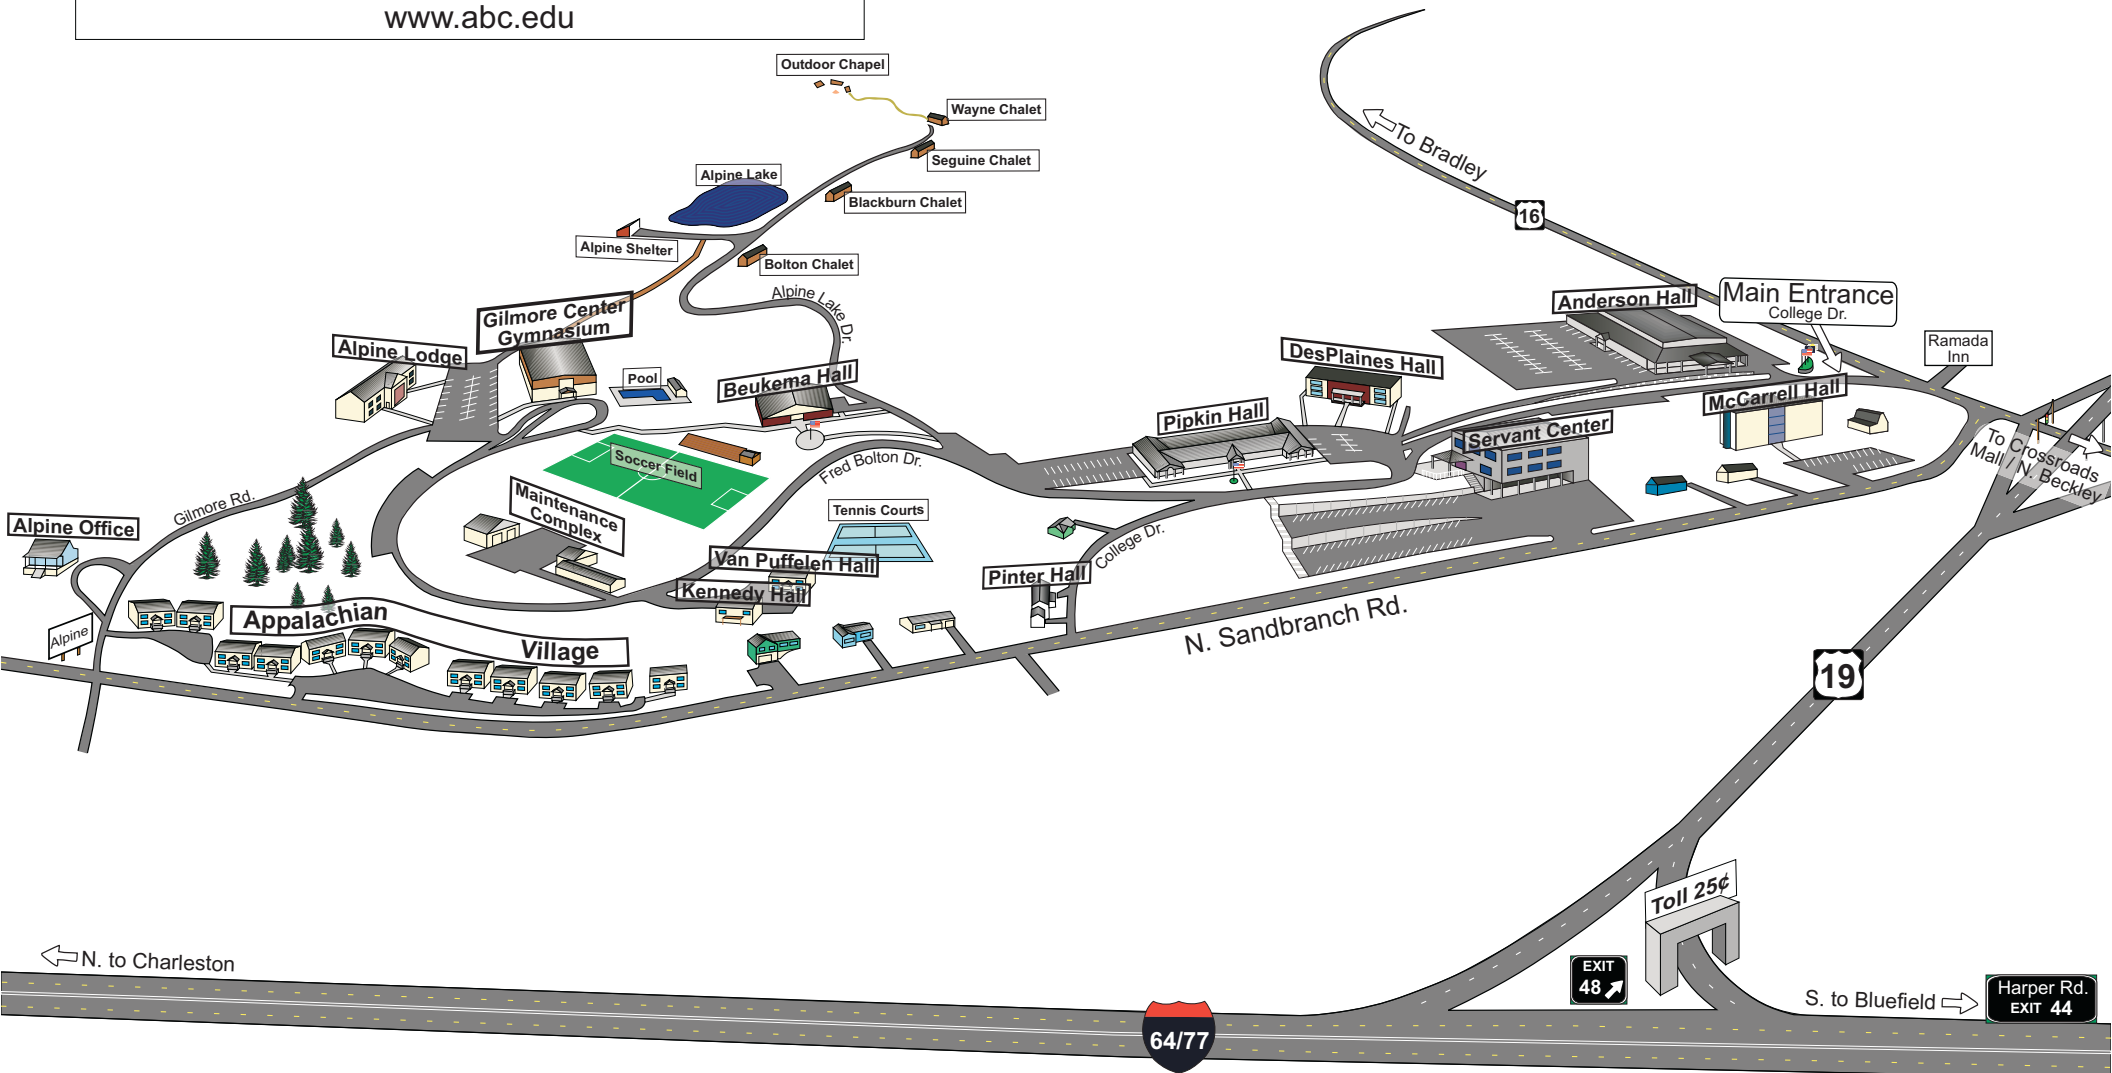 www.abc.edu
Outdoor Chapel
Wayne Chalet
Seguine Chalet
Alpine Lake
Blackburn Chalet
Alpine Shelter
Bolton Chalet
Alpine Lake Dr.
To Bradley
16
Gilmore Center
Gymnasium
Alpine Lodge
Pool
Beukema Hall
DesPlaines Hall
Anderson Hall
Main Entrance
College Dr.
Ramada
Inn
McCarrell Hall
Pipkin Hall
Servant Center
To Crossroads
Mall / N. Beckley
Soccer Field
Fred Bolton Dr.
Maintenance
Complex
Gilmore Rd.
Alpine Office
Tennis Courts
Van Puffelen Hall
Kennedy Hall
College Dr.
Pinter Hall
Appalachian
Village
Alpine
N. Sandbranch Rd.
19
Toll 25¢
N. to Charleston
EXIT
48
S. to Bluefield
Harper Rd.
EXIT 44
64/77